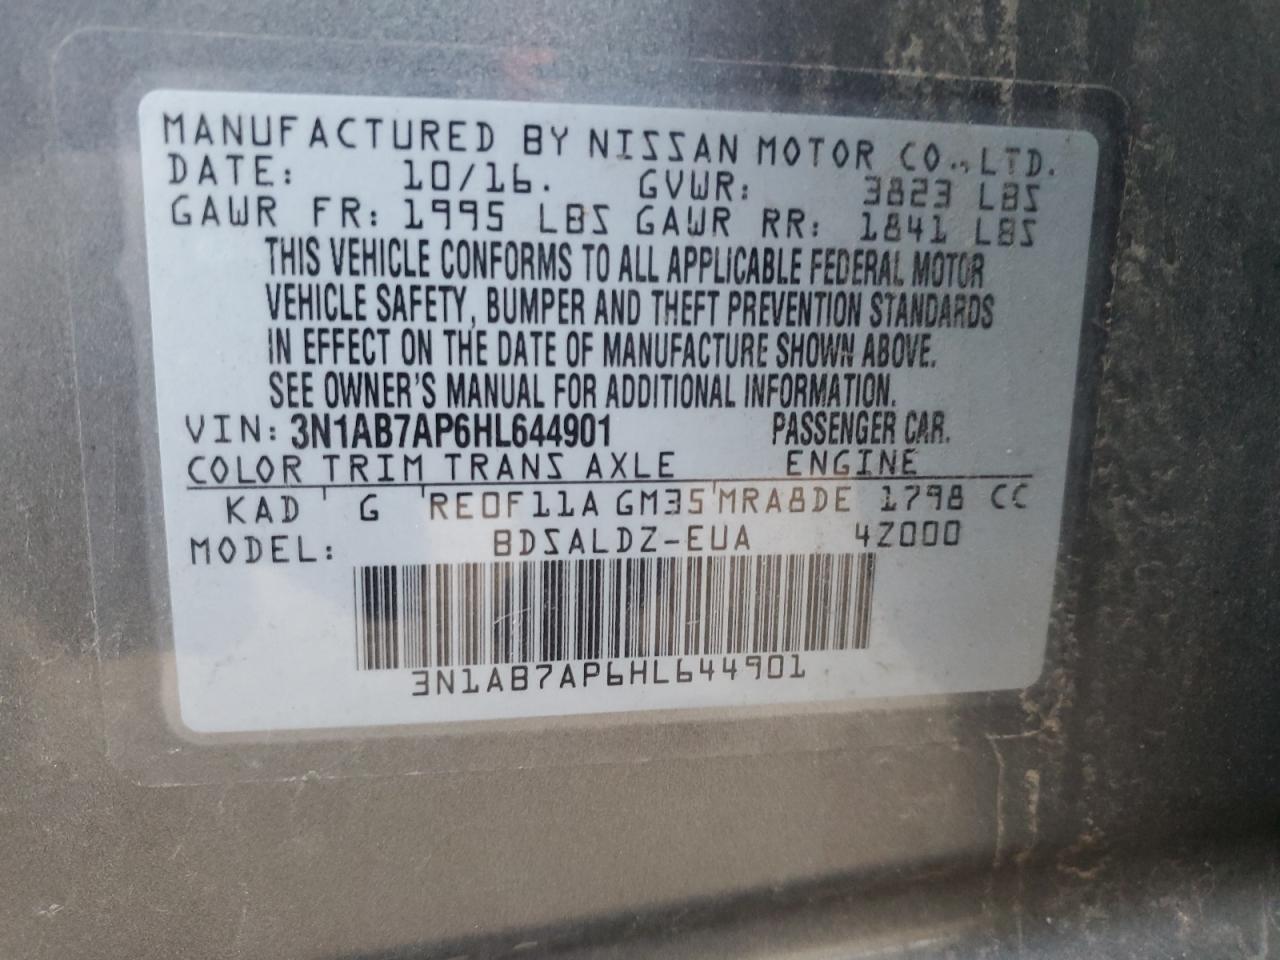 MANUFACTURED BY NISSAN MOTOR CO., LTD.
DATE: 10/16. GVWR: 3823 LBS
GAWR FR: 1995 LBS GAWR RR: 1841 LBS
THIS VEHICLE CONFORMS TO ALL APPLICABLE FEDERAL MOTOR
VEHICLE SAFETY, BUMPER AND THEFT PREVENTION STANDARDS
IN EFFECT ON THE DATE OF MANUFACTURE SHOWN ABOVE.
SEE OWNER'S MANUAL FOR ADDITIONAL INFORMATION.
VIN: 3N1AB7AP6HL644901 PASSENGER CAR.
COLOR TRIM TRANS AXLE ENGINE
KAD G RE0F11A GM35 MRA8DE 1798 CC
MODEL: BDSALDZ-EUA 4Z000
3N1AB7AP6HL644901